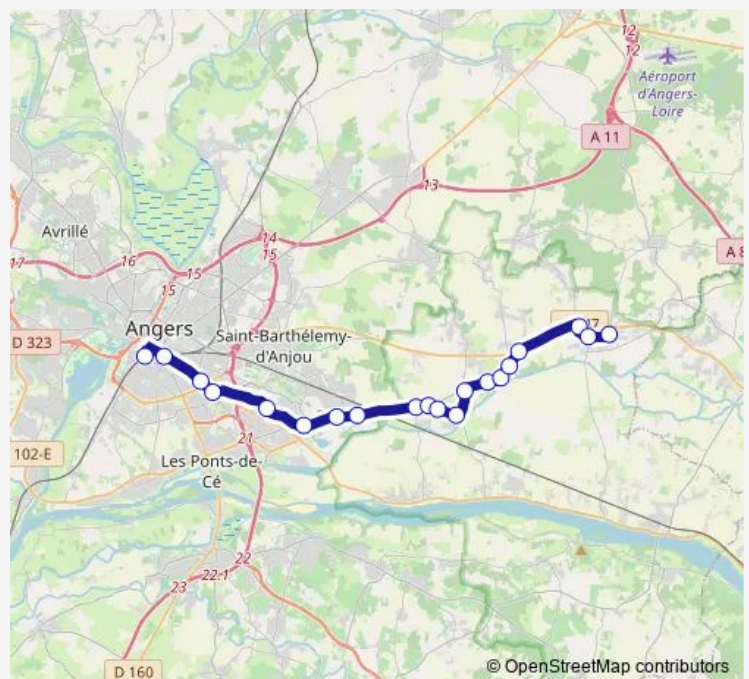 12
12
Aéroport
d'Angers-
Loire
A 11
13
Avrillé
14
15
A 8
17
16
15
15
Angers
D 323
Saint-Barthélemy-
d'Anjou
21
102-E
Les Ponts-de-
Cé
22
22.1
23
D 160
© OpenStreetMap contributors